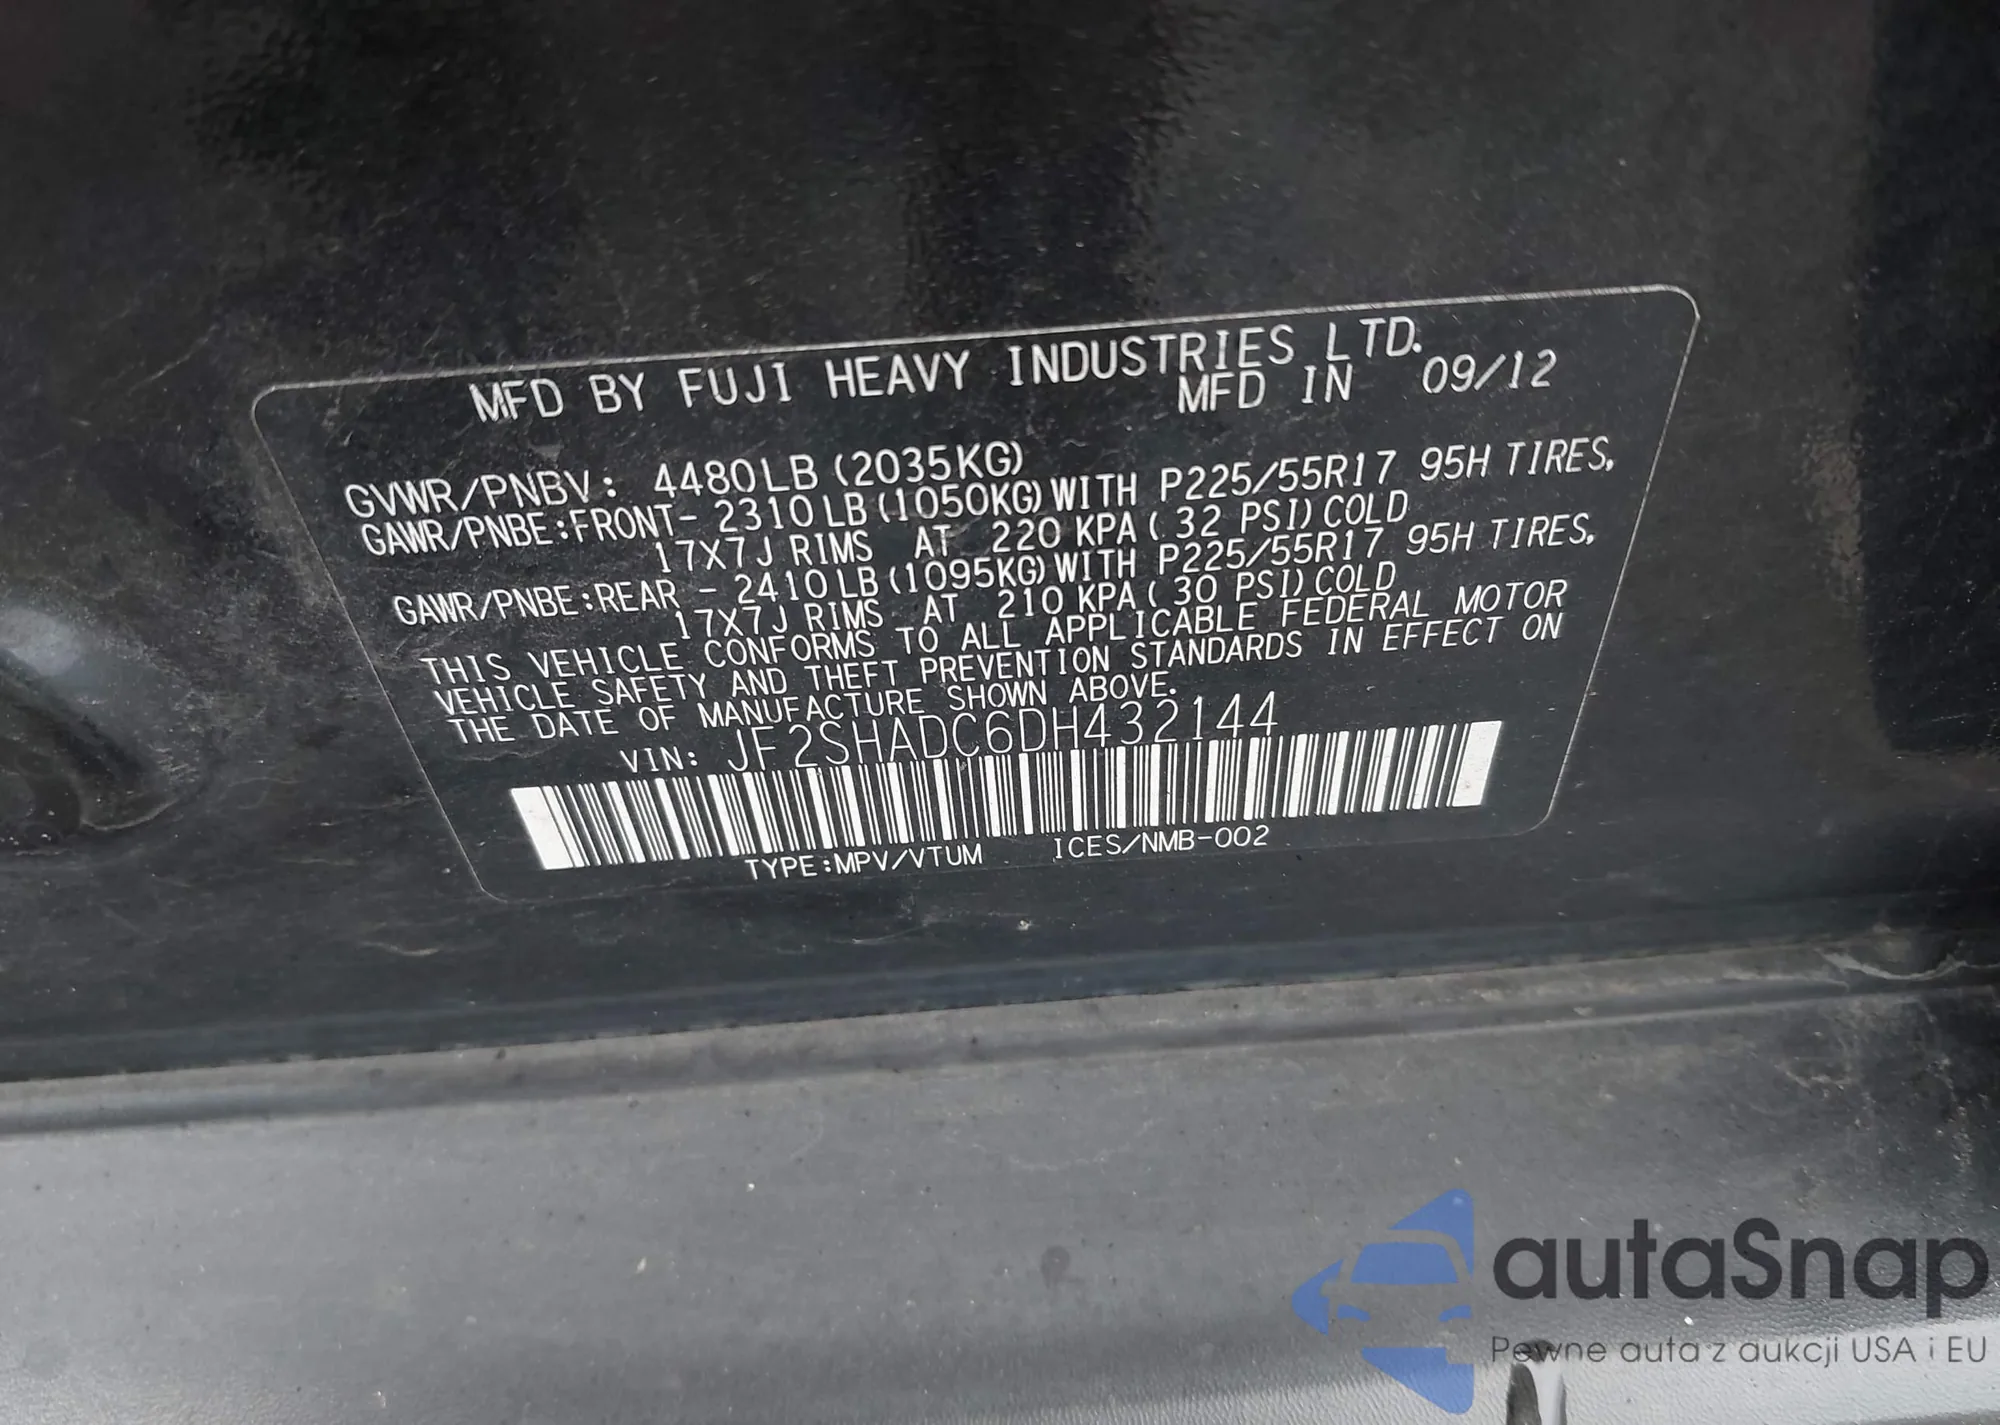 MFD BY FUJI HEAVY INDUSTRIES LTD.
MFD IN 09/12
GVWR/PNBV: 4480LB (2035KG)
GAWR/PNBE:FRONT- 2310LB (1050KG) WITH P225/55R17 95H TIRES,
17X7J RIMS AT 220 KPA ( 32 PSI) COLD
GAWR/PNBE:REAR - 2410LB (1095KG) WITH P225/55R17 95H TIRES,
17X7J RIMS AT 210 KPA ( 30 PSI) COLD
THIS VEHICLE CONFORMS TO ALL APPLICABLE FEDERAL MOTOR
VEHICLE SAFETY AND THEFT PREVENTION STANDARDS IN EFFECT ON
THE DATE OF MANUFACTURE SHOWN ABOVE.
VIN: JF2SHADC6DH432144
TYPE:MPV/VTUM ICES/NMB-002
autaSnap
Pewne auta z aukcji USA i EU